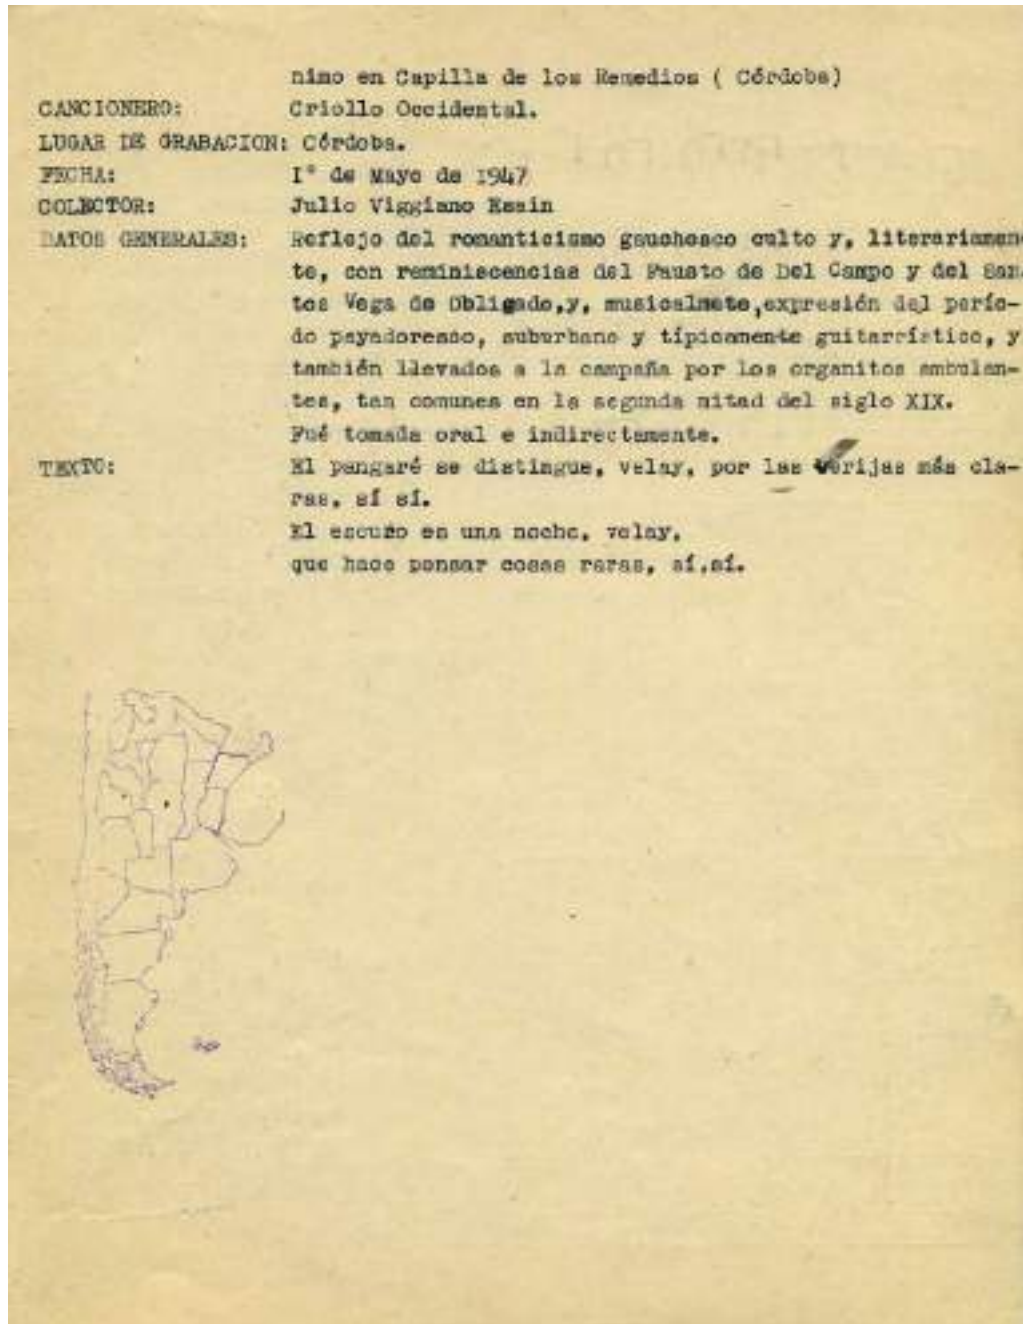 nimo en Capilla de los Remedios ( Córdoba)
CANCIONERO: Criollo Occidental.
LUGAR DE GRABACION: Córdoba.
FECHA: I° de Mayo de 1947
COLECTOR: Julio Viggiano Esain
DATOS GENERALES: Reflejo del romanticismo gauchesco culto y, literariamen
te, con reminiscencias del Fausto de Del Campo y del San
tos Vega de Obligado,y, musicalmete,expresión del perío-
do payadoresco, suburbano y típicamente guitarrístico, y
también llevados a la campaña por los organitos ambulan-
tes, tan comunes en la segunda mitad del siglo XIX.
Fué tomada oral e indirectamente.
TEXTO: El pangaré se distingue, velay, por las verijas más cla-
ras, sí sí.
El escuro en una noche, velay,
que hace pensar cosas raras, sí,sí.